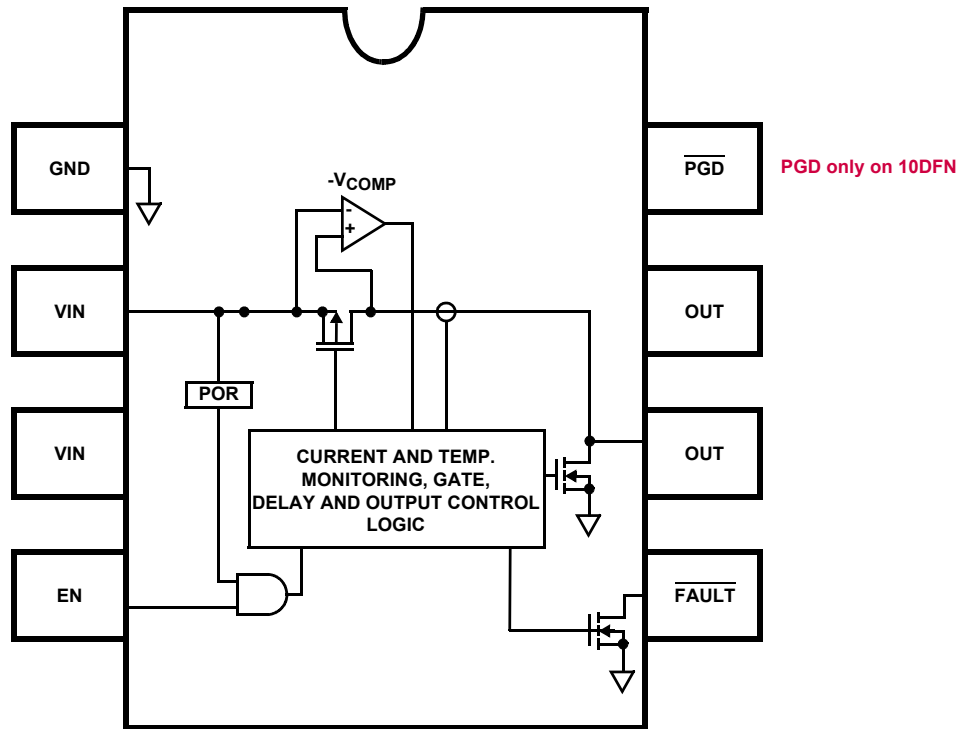 GND
PGD
PGD only on 10DFN
-VCOMP
-
+
VIN
OUT
POR
VIN
CURRENT AND TEMP.
MONITORING, GATE,
DELAY AND OUTPUT CONTROL
LOGIC
OUT
EN
FAULT